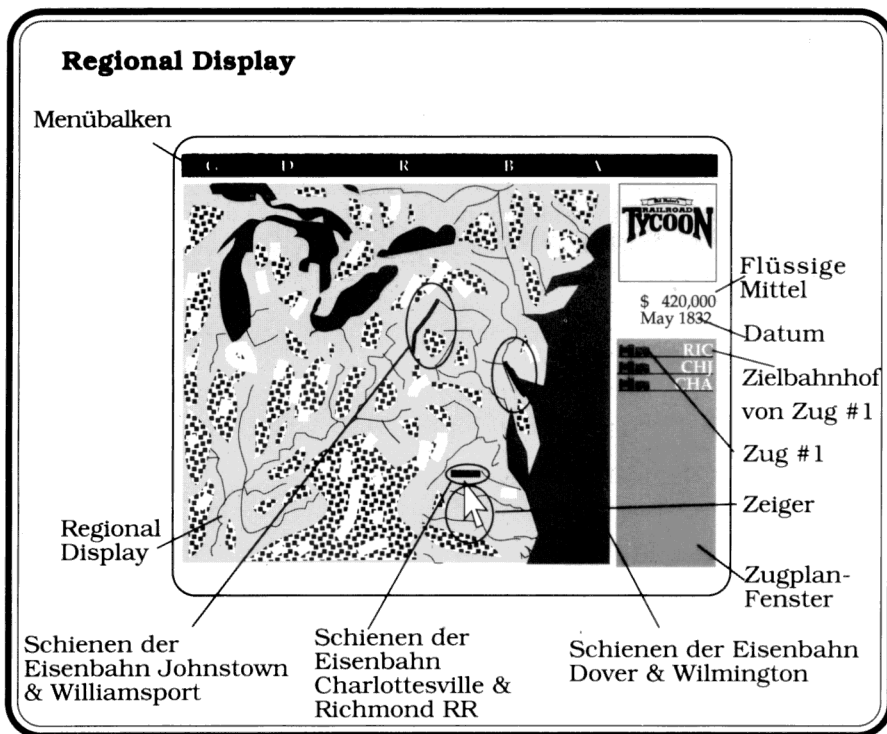 Regional Display
Menübalken
C D R B A
RAILROAD
TYCOON
Flüssige
Mittel
$ 420,000
May 1832
Datum
RIC
CHJ
CHA
Zielbahnhof
von Zug #1
Zug #1
Zeiger
Regional
Display
Zugplan-
Fenster
Schienen der
Eisenbahn Johnstown
& Williamsport
Schienen der
Eisenbahn
Charlottesville &
Richmond RR
Schienen der Eisenbahn
Dover & Wilmington